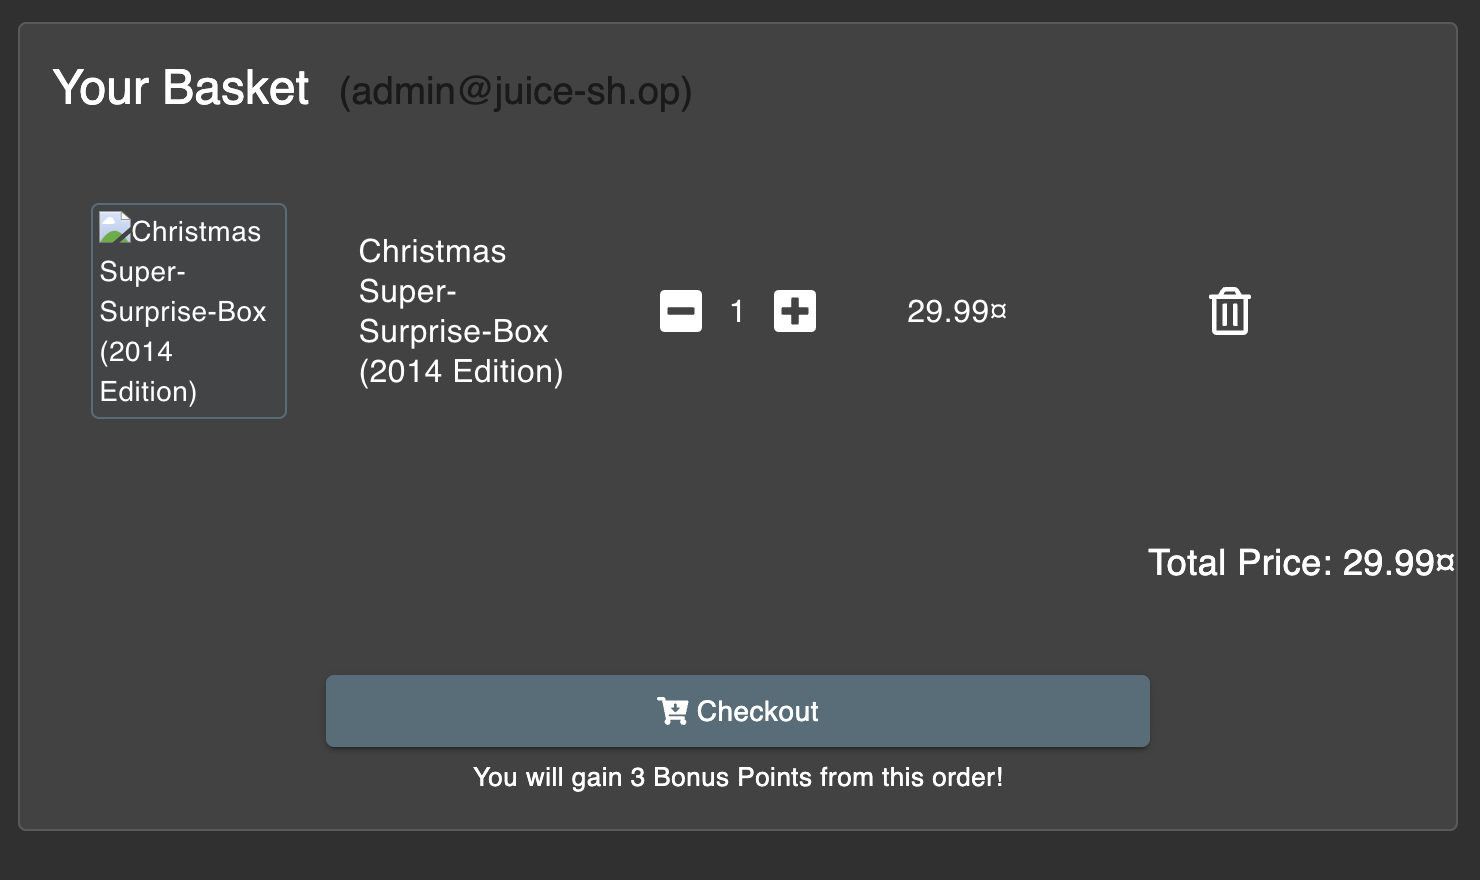 Your Basket (admin@juice-sh.op)
Christmas
Super-
Surprise-Box
(2014
Edition)
Christmas
Super-
Surprise-Box
(2014 Edition)
1
29.99¤
Total Price: 29.99¤
Checkout
You will gain 3 Bonus Points from this order!